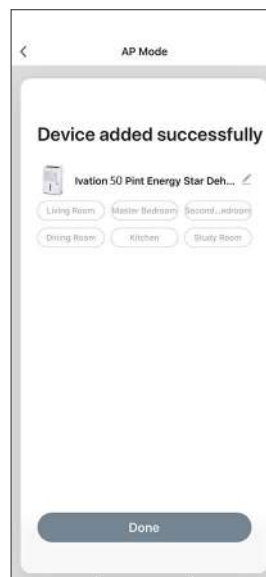 AP Mode
Device added successfully
Ivation 50 Pint Energy Star Deh...
Living Room Master Bedroom Second...edroom
Dining Room Kitchen Study Room
Done